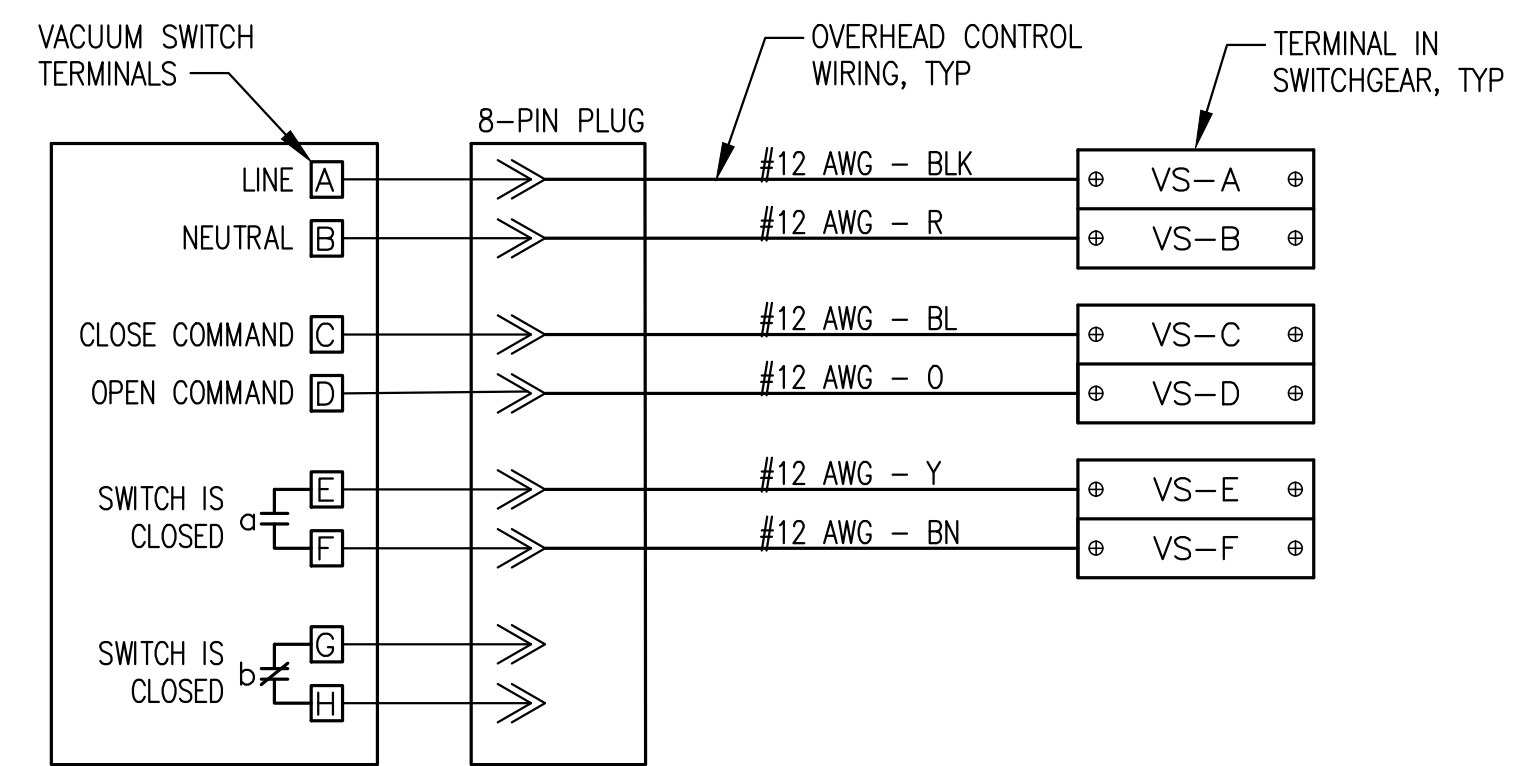 VACUUM SWITCH
TERMINALS
OVERHEAD CONTROL
WIRING, TYP
TERMINAL IN
SWITCHGEAR, TYP
8-PIN PLUG
LINE A
#12 AWG - BLK
VS-A
NEUTRAL B
#12 AWG - R
VS-B
CLOSE COMMAND C
#12 AWG - BL
VS-C
OPEN COMMAND D
#12 AWG - O
VS-D
SWITCH IS
CLOSED
a
E
#12 AWG - Y
VS-E
F
#12 AWG - BN
VS-F
SWITCH IS
CLOSED
b
G
H